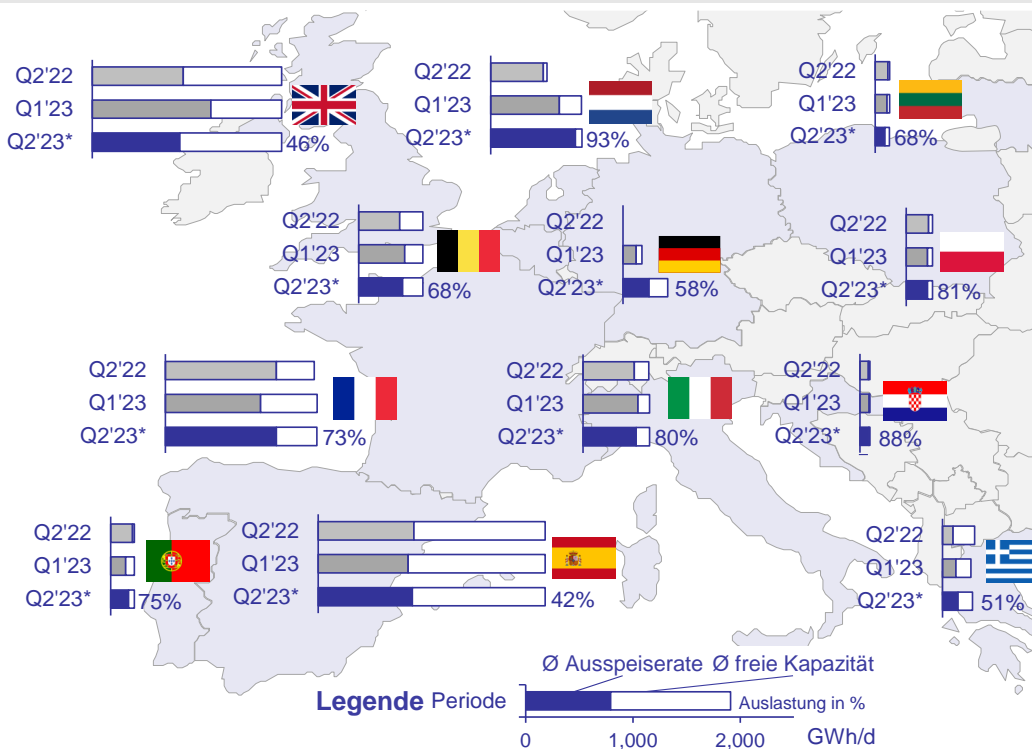 Q2'22
Q1'23
Q2'23* 46%
Q2'22
Q1'23
Q2'23* 93%
Q2'22
Q1'23
Q2'23* 68%
Q2'22
Q1'23
Q2'23* 68%
Q2'22
Q1'23
Q2'23* 58%
Q2'22
Q1'23
Q2'23* 81%
Q2'22
Q1'23
Q2'23* 73%
Q2'22
Q1'23
Q2'23* 80%
Q2'22
Q1'23
Q2'23* 88%
Q2'22
Q1'23
Q2'23* 75%
Q2'22
Q1'23
Q2'23* 42%
Q2'22
Q1'23
Q2'23* 51%
Ø Ausspeiserate Ø freie Kapazität
Legende Periode Auslastung in %
0 1,000 2,000 GWh/d